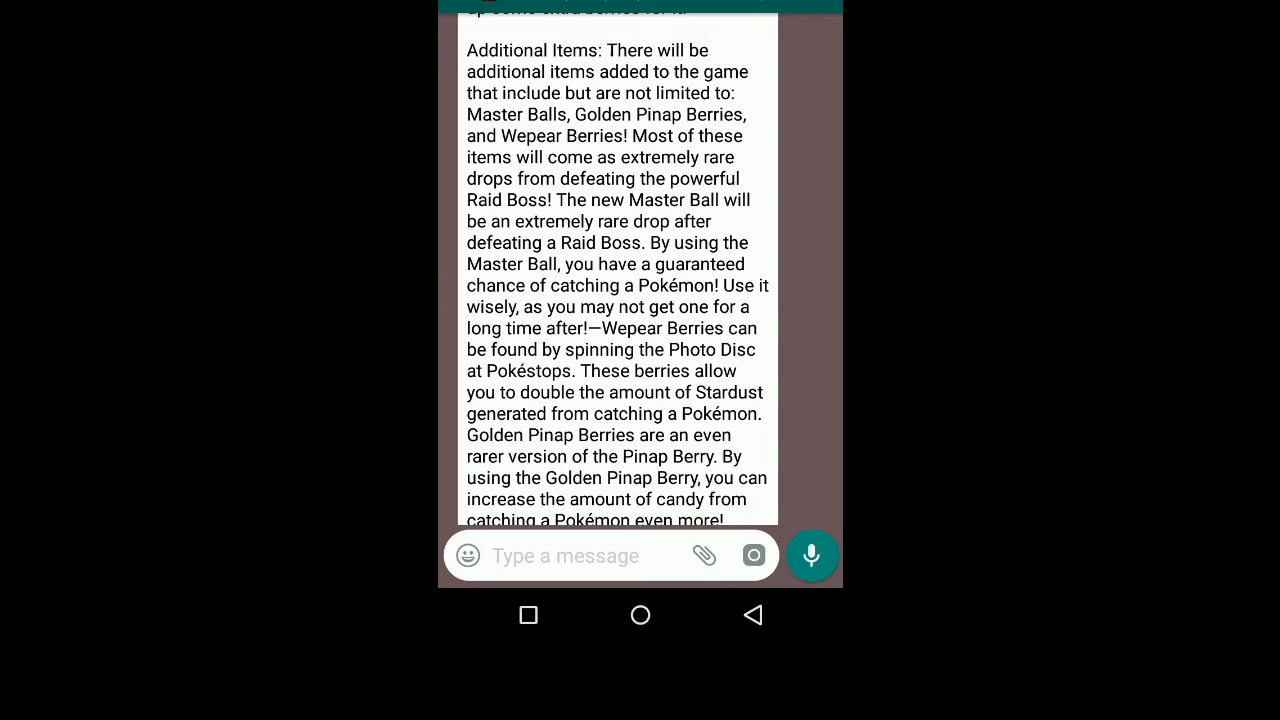 up some extra berries for it.
Additional Items: There will be
additional items added to the game
that include but are not limited to:
Master Balls, Golden Pinap Berries,
and Wepear Berries! Most of these
items will come as extremely rare
drops from defeating the powerful
Raid Boss! The new Master Ball will
be an extremely rare drop after
defeating a Raid Boss. By using the
Master Ball, you have a guaranteed
chance of catching a Pokémon! Use it
wisely, as you may not get one for a
long time after!—Wepear Berries can
be found by spinning the Photo Disc
at Pokéstops. These berries allow
you to double the amount of Stardust
generated from catching a Pokémon.
Golden Pinap Berries are an even
rarer version of the Pinap Berry. By
using the Golden Pinap Berry, you can
increase the amount of candy from
catching a Pokémon even more!
Type a message